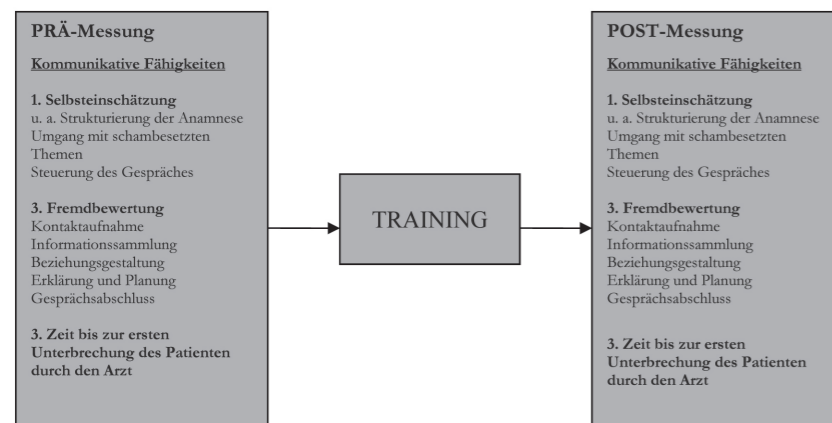 PRÄ-Messung
Kommunikative Fähigkeiten
1. Selbsteinschätzung
u. a. Strukturierung der Anamnese
Umgang mit schambesetzten
Themen
Steuerung des Gespräches
3. Fremdbewertung
Kontaktaufnahme
Informationssammlung
Beziehungsgestaltung
Erklärung und Planung
Gesprächsabschluss
3. Zeit bis zur ersten
Unterbrechung des Patienten
durch den Arzt
TRAINING
POST-Messung
Kommunikative Fähigkeiten
1. Selbsteinschätzung
u. a. Strukturierung der Anamnese
Umgang mit schambesetzten
Themen
Steuerung des Gespräches
3. Fremdbewertung
Kontaktaufnahme
Informationssammlung
Beziehungsgestaltung
Erklärung und Planung
Gesprächsabschluss
3. Zeit bis zur ersten
Unterbrechung des Patienten
durch den Arzt